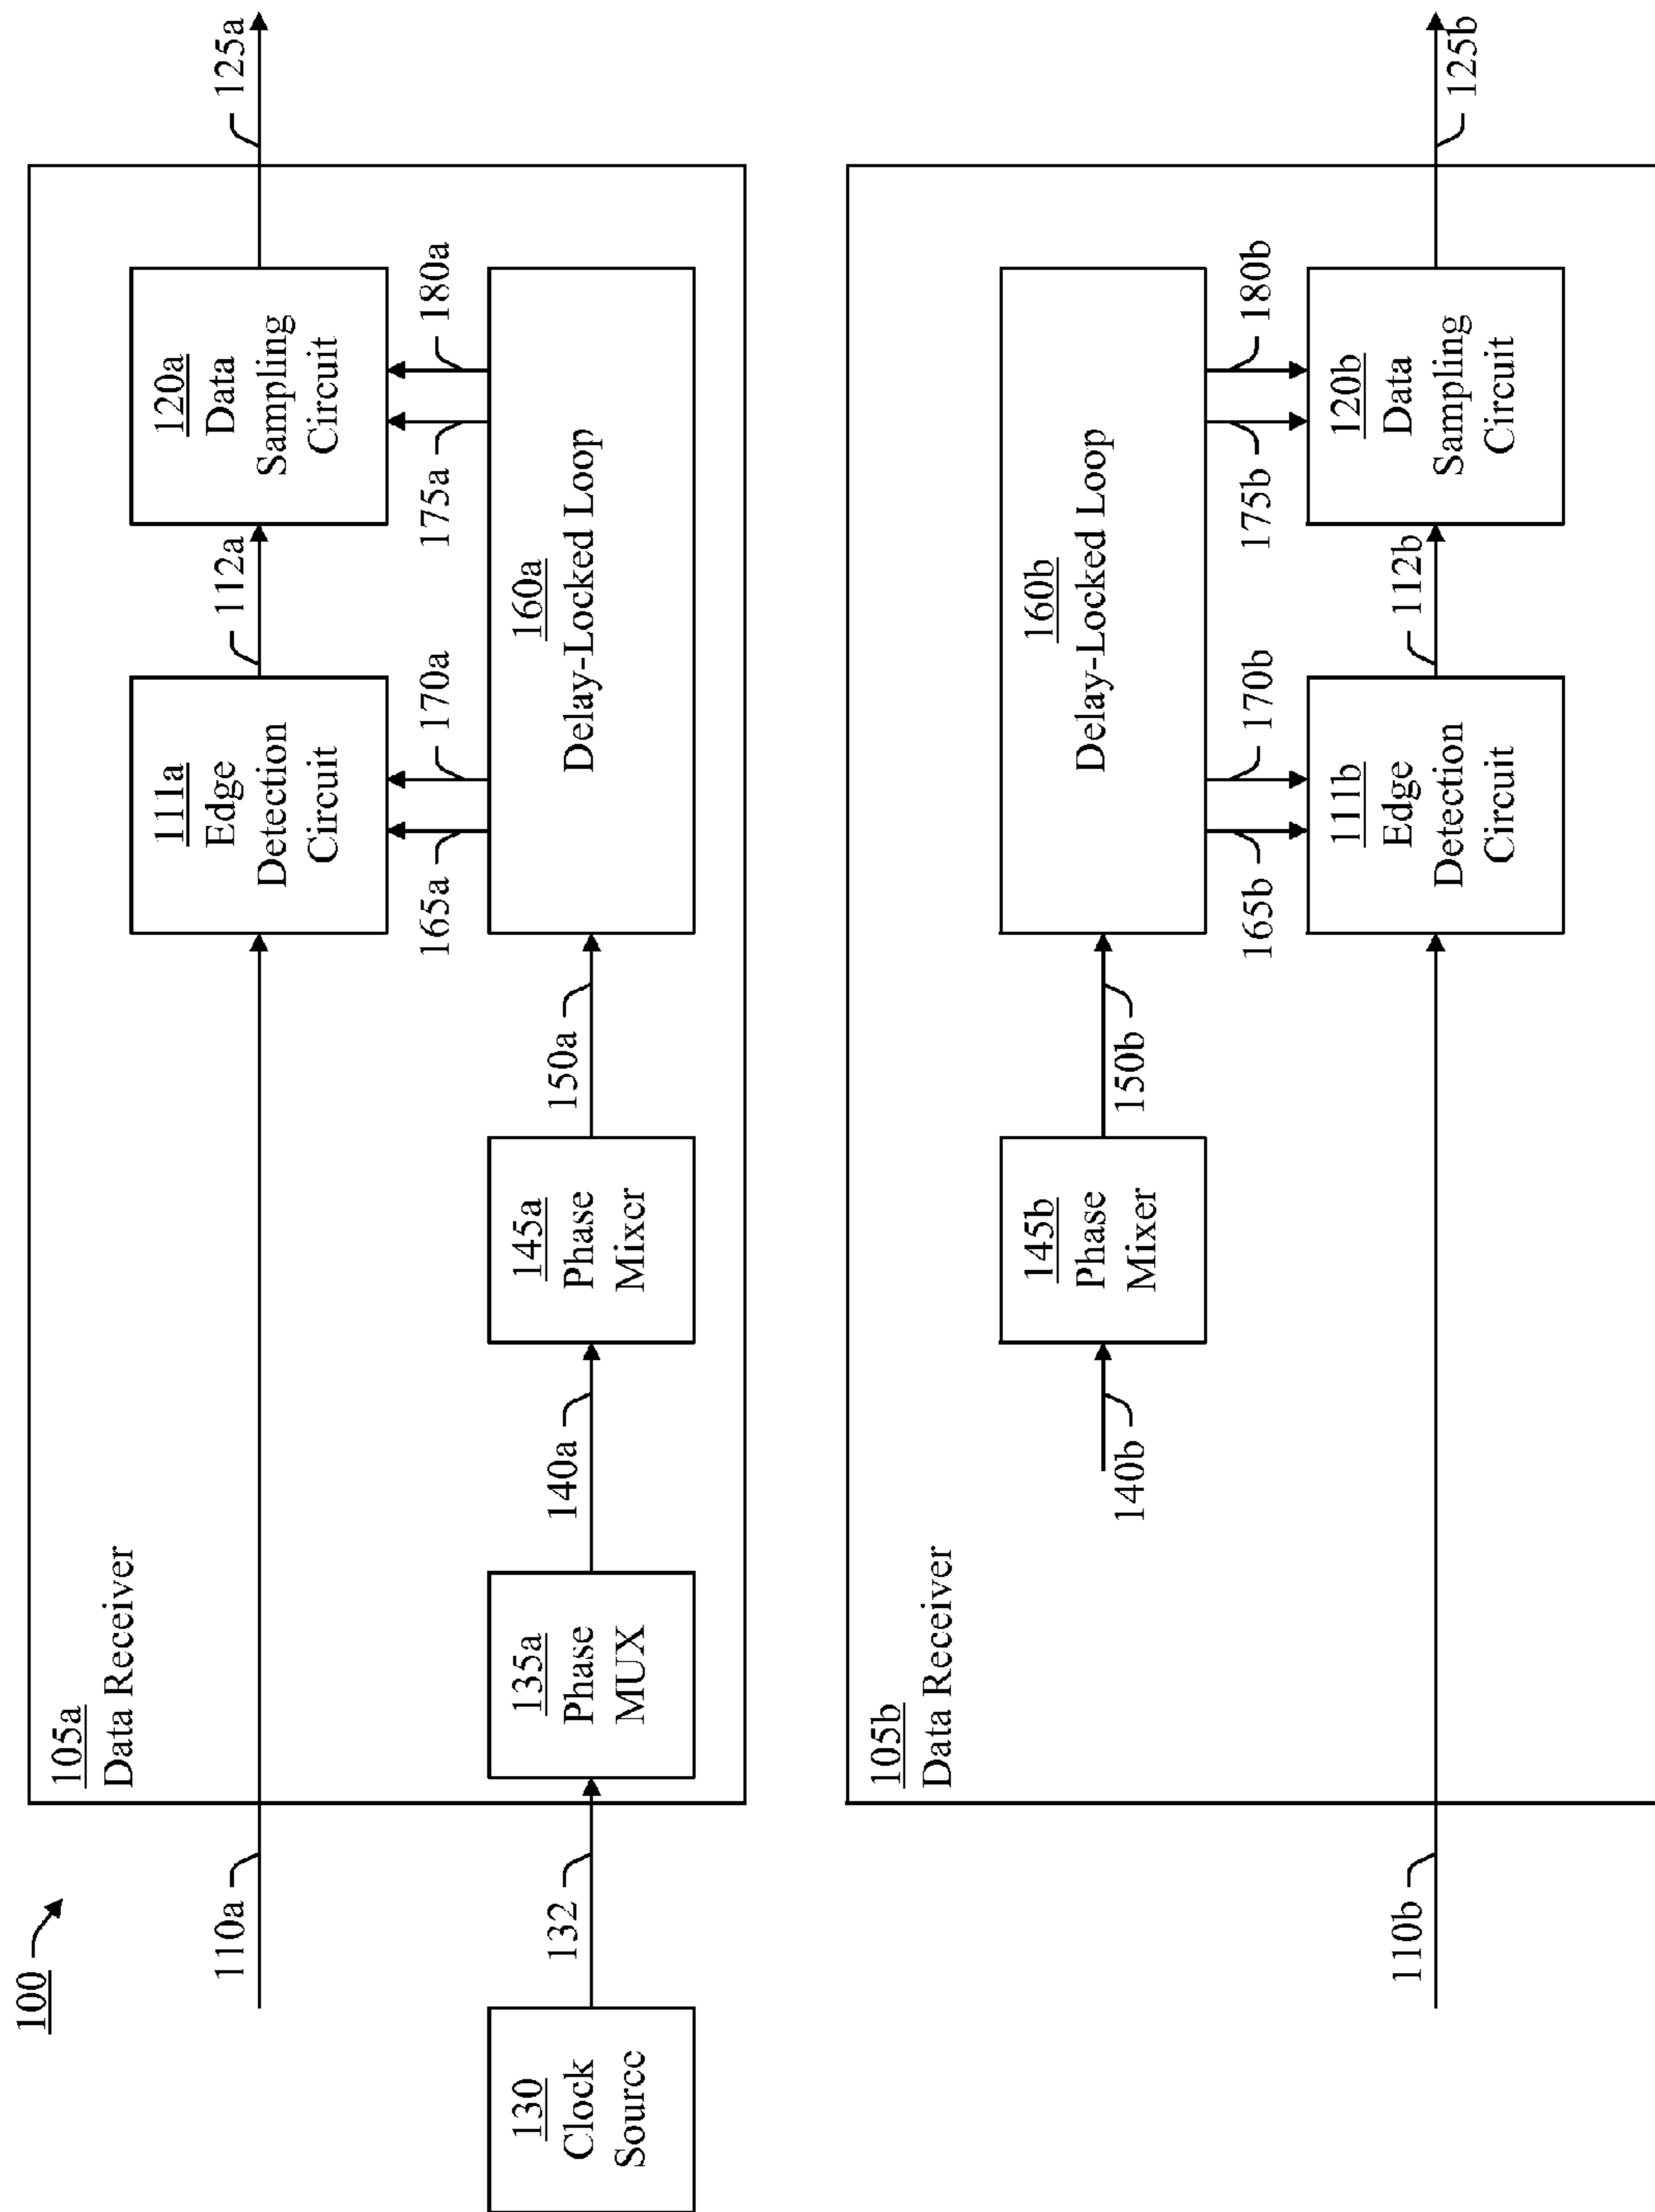 100
105a
Data Receiver
110a
111a
Edge
Detection
Circuit
112a
120a
Data
Sampling
Circuit
125a
165a
170a
175a
180a
130
Clock
Source
132
135a
Phase
MUX
140a
145a
Phase
Mixer
150a
160a
Delay-Locked Loop
105b
Data Receiver
140b
145b
Phase
Mixer
150b
160b
Delay-Locked Loop
165b
170b
175b
180b
110b
111b
Edge
Detection
Circuit
112b
120b
Data
Sampling
Circuit
125b